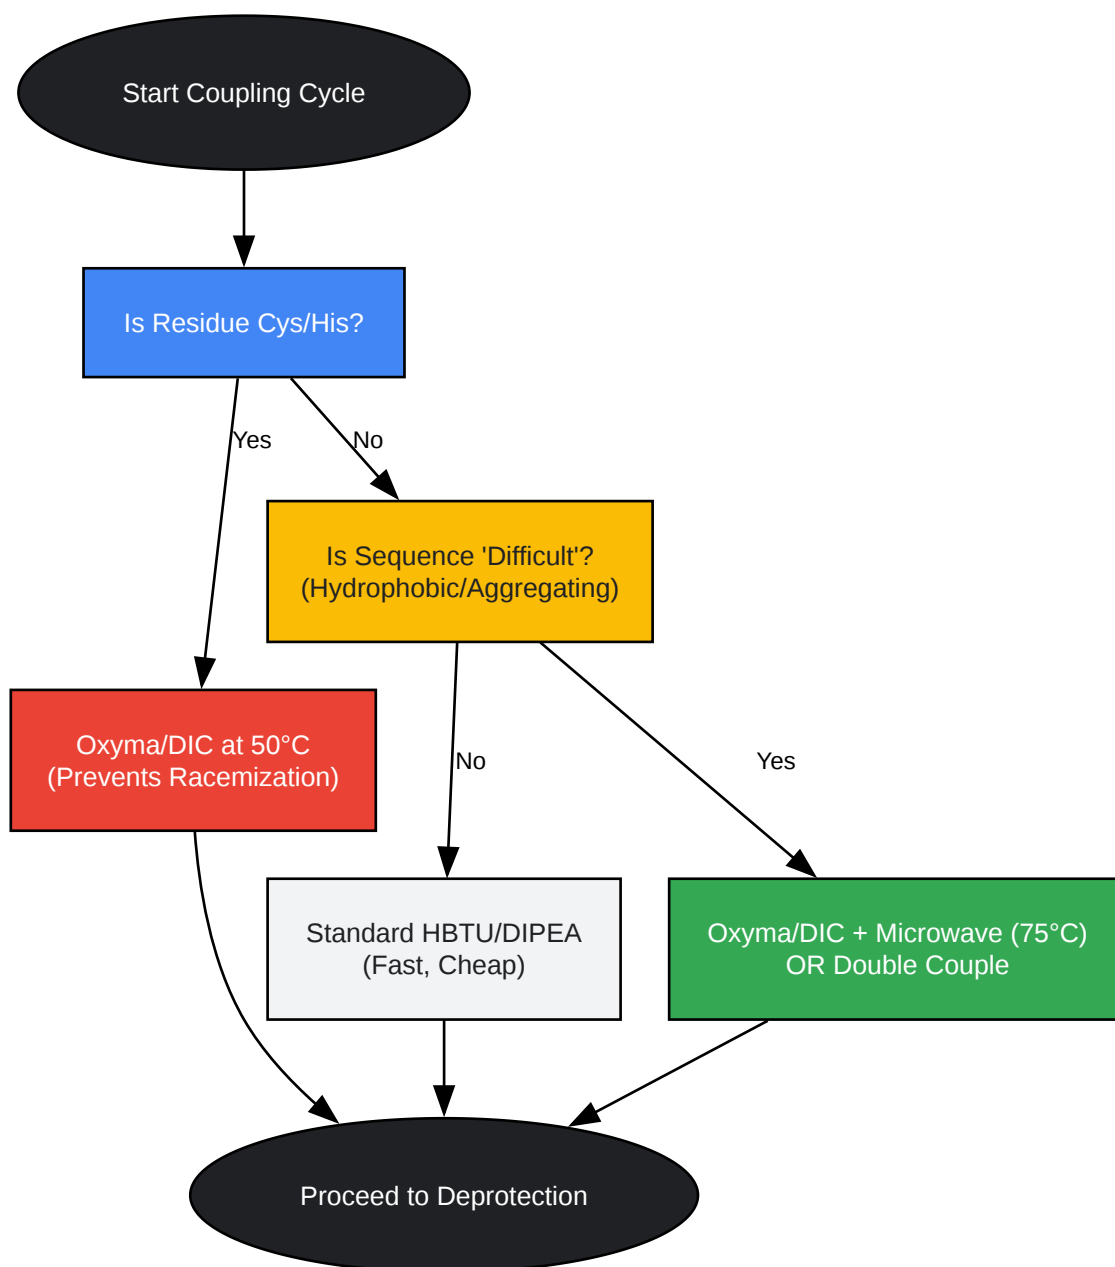 Start Coupling Cycle
Is Residue Cys/His?
Yes
No
Is Sequence 'Difficult'?
(Hydrophobic/Aggregating)
Oxyma/DIC at 50°C
(Prevents Racemization)
No
Yes
Standard HBTU/DIPEA
(Fast, Cheap)
Oxyma/DIC + Microwave (75°C)
OR Double Couple
Proceed to Deprotection